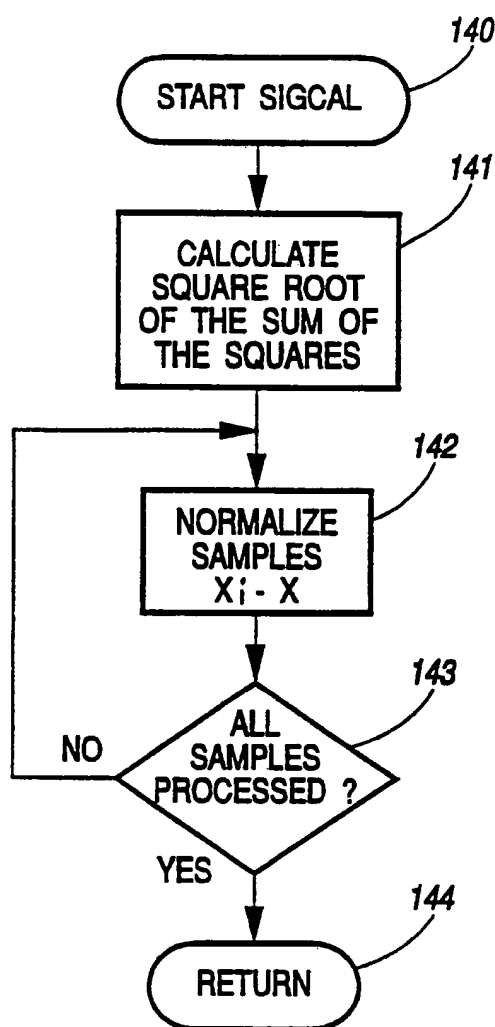 140
START SIGCAL
141
CALCULATE
SQUARE ROOT
OF THE SUM OF
THE SQUARES
142
NORMALIZE
SAMPLES
Xi - X
143
ALL
SAMPLES
PROCESSED ?
NO
YES
144
RETURN